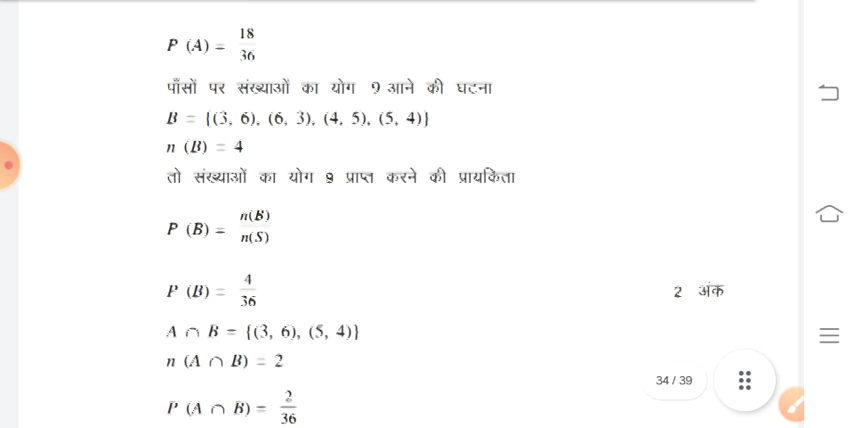 P (A) = 18/36
पाँसों पर संख्याओं का योग 9 आने की घटना
B = {(3, 6), (6, 3), (4, 5), (5, 4)}
n (B) = 4
तो संख्याओं का योग 9 प्राप्त करने की प्रायकिता
P (B) = n(B)/n(S)
P (B) = 4/36 2 अंक
A ∩ B = {(3, 6), (5, 4)}
n (A ∩ B) = 2
34 / 39
P (A ∩ B) = 2/36